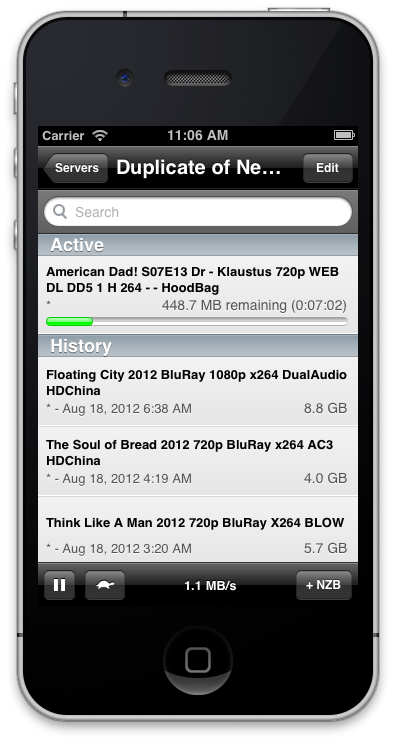 Carrier 11:06 AM
Servers Duplicate of Ne... Edit
Search
Active
American Dad! S07E13 Dr - Klaustus 720p WEB
DL DD5 1 H 264 - - HoodBag
* 448.7 MB remaining (0:07:02)
History
Floating City 2012 BluRay 1080p x264 DualAudio
HDChina
* - Aug 18, 2012 6:38 AM 8.8 GB
The Soul of Bread 2012 720p BluRay x264 AC3
HDChina
* - Aug 18, 2012 4:19 AM 4.0 GB
Think Like A Man 2012 720p BluRay X264 BLOW
* - Aug 18, 2012 3:20 AM 5.7 GB
1.1 MB/s + NZB